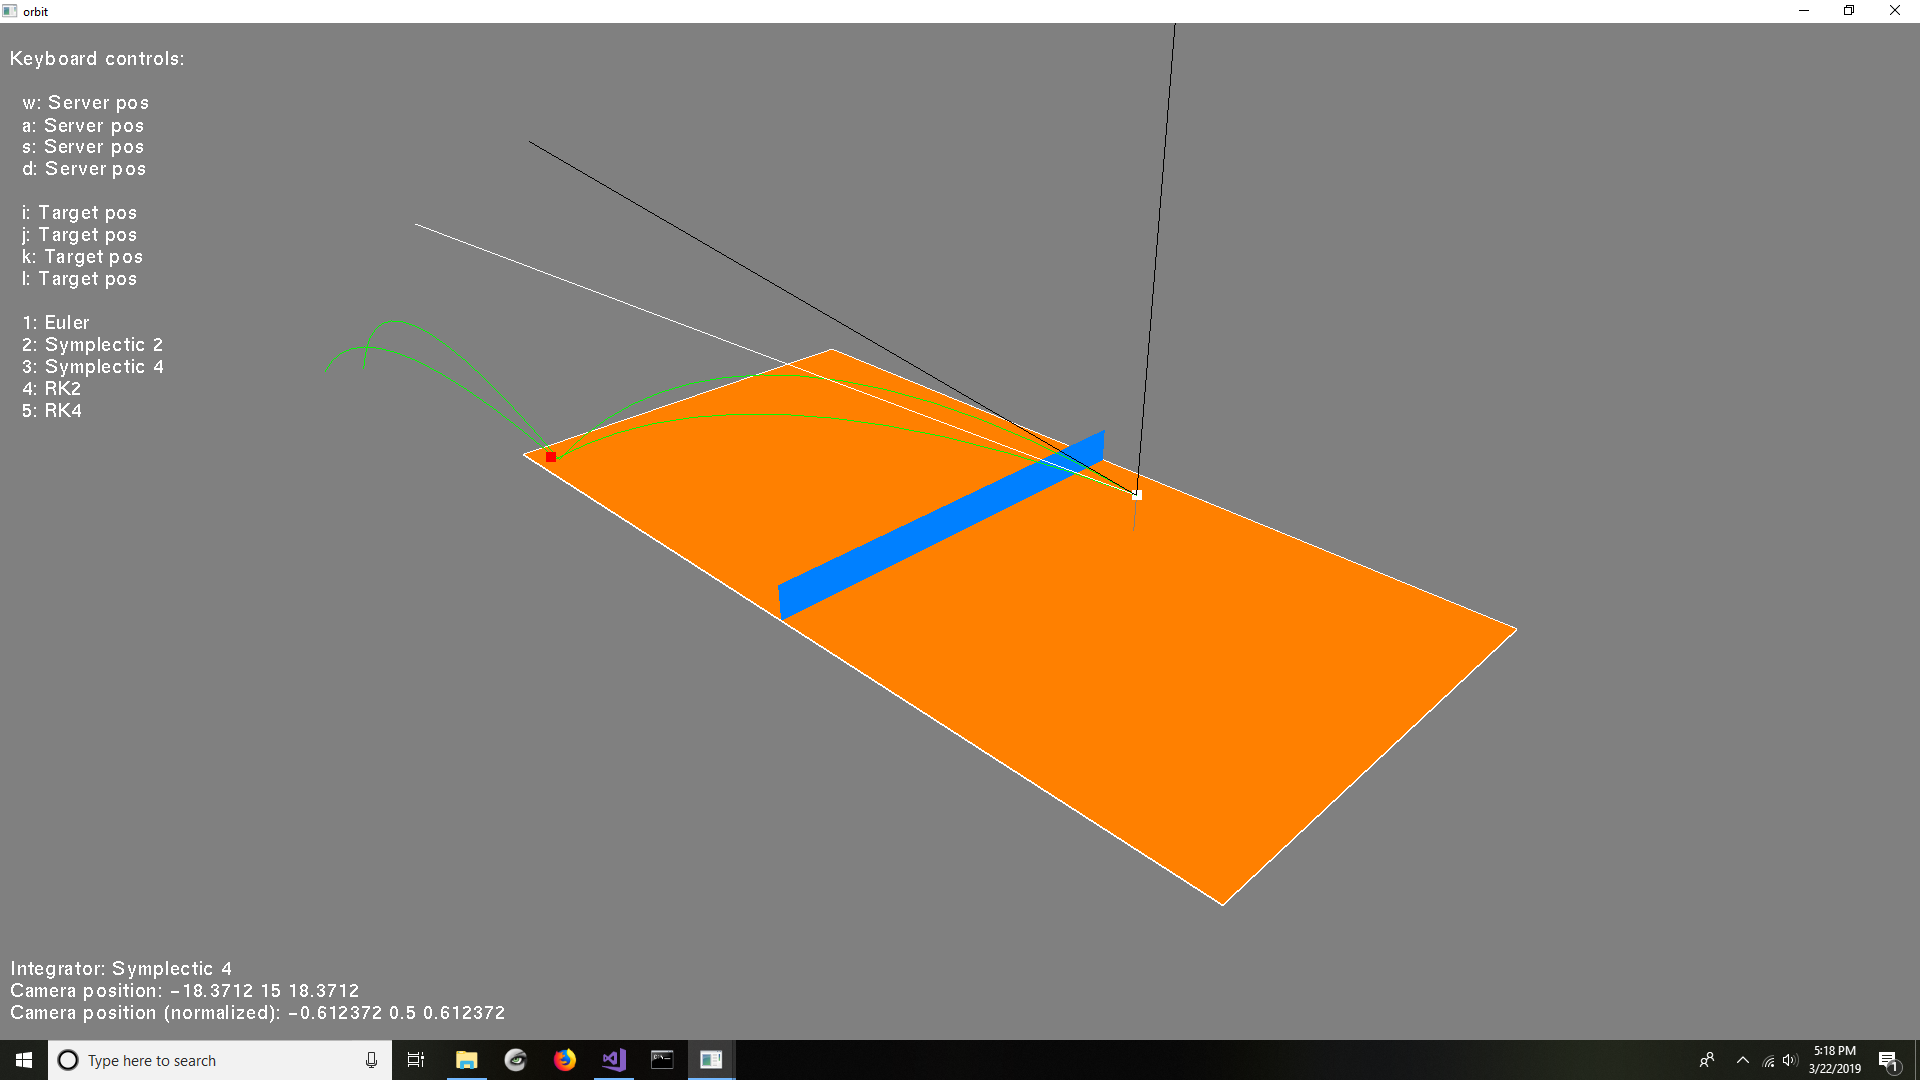 orbit
Keyboard controls:
w: Server pos
a: Server pos
s: Server pos
d: Server pos
i: Target pos
j: Target pos
k: Target pos
l: Target pos
1: Euler
2: Symplectic 2
3: Symplectic 4
4: RK2
5: RK4
Integrator: Symplectic 4
Camera position: -18.3712 15 18.3712
Camera position (normalized): -0.612372 0.5 0.612372
Type here to search
5:18 PM
3/22/2019
1